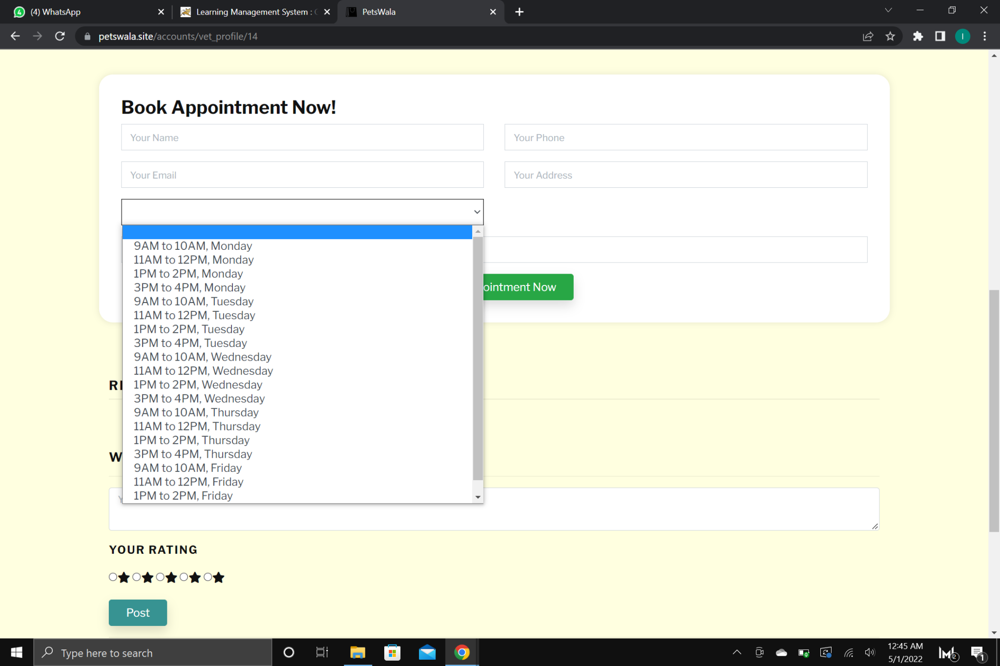 (4) WhatsApp
Learning Management System :
PetsWala
petswala.site/accounts/vet_profile/14
I
Book Appointment Now!
Your Name
Your Phone
Your Email
Your Address
9AM to 10AM, Monday
11AM to 12PM, Monday
1PM to 2PM, Monday
3PM to 4PM, Monday
9AM to 10AM, Tuesday
11AM to 12PM, Tuesday
1PM to 2PM, Tuesday
3PM to 4PM, Tuesday
9AM to 10AM, Wednesday
11AM to 12PM, Wednesday
1PM to 2PM, Wednesday
3PM to 4PM, Wednesday
9AM to 10AM, Thursday
11AM to 12PM, Thursday
1PM to 2PM, Thursday
3PM to 4PM, Thursday
9AM to 10AM, Friday
11AM to 12PM, Friday
1PM to 2PM, Friday
ointment Now
YOUR RATING
Post
Type here to search
12:45 AM
5/1/2022
2
1